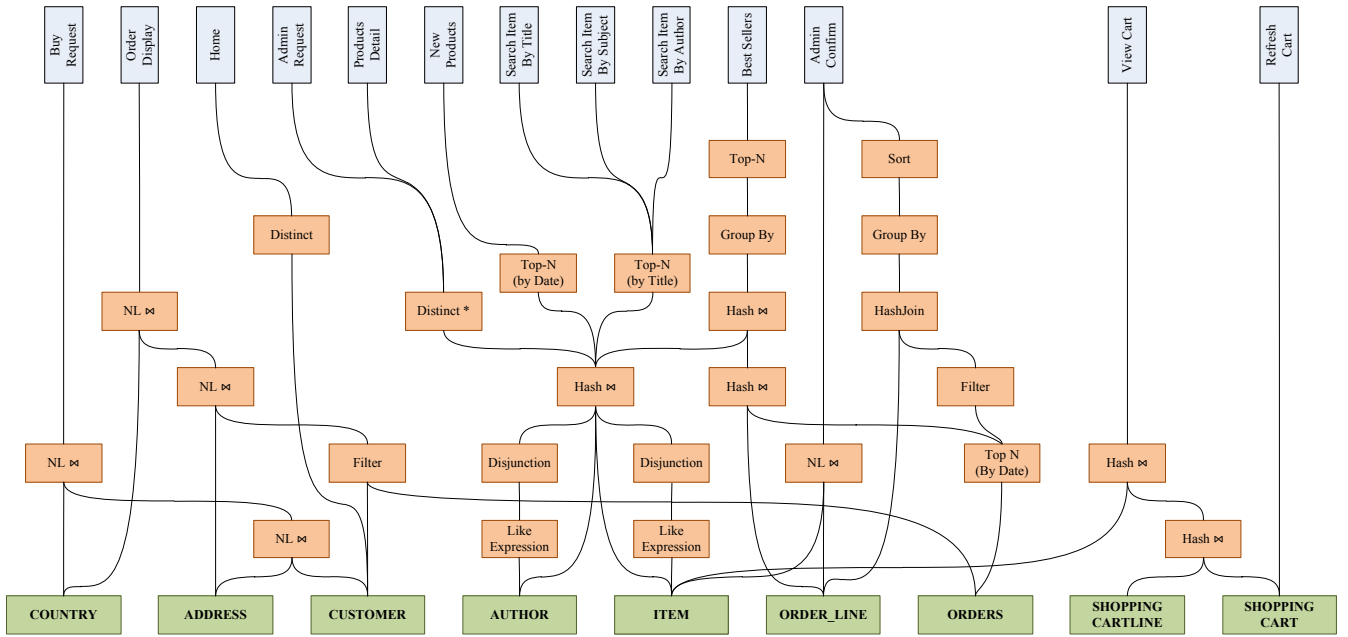 Buy
Request
Order
Display
Home
Admin
Request
Products
Detail
New
Products
Search Item
By Title
Search Item
By Subject
Search Item
By Author
Best Sellers
Admin
Confirm
View Cart
Refresh
Cart
Top-N
Sort
Distinct
Group By
Group By
Top-N
(by Date)
Top-N
(by Title)
NL ⋈
Distinct *
Hash ⋈
HashJoin
NL ⋈
Hash ⋈
Hash ⋈
Filter
NL ⋈
Filter
Disjunction
Disjunction
NL ⋈
Top N
(By Date)
Hash ⋈
NL ⋈
Like
Expression
Like
Expression
Hash ⋈
COUNTRY
ADDRESS
CUSTOMER
AUTHOR
ITEM
ORDER_LINE
ORDERS
SHOPPING
CARTLINE
SHOPPING
CART